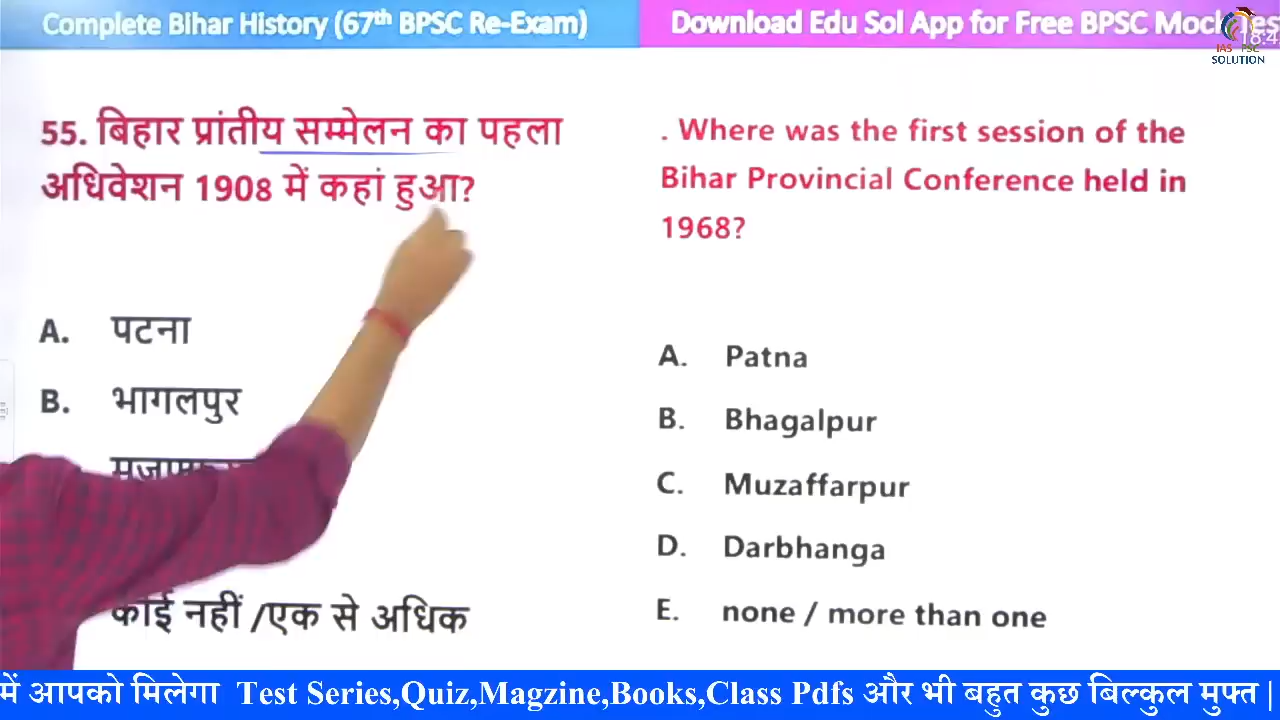 Complete Bihar History (67th BPSC Re-Exam)
Download Edu Sol App for Free BPSC Mock
IAS PSC
SOLUTION
55. बिहार प्रांतीय सम्मेलन का पहला
अधिवेशन 1908 में कहां हुआ?
A. पटना
B. भागलपुर
कोई नहीं /एक से अधिक
. Where was the first session of the
Bihar Provincial Conference held in
1968?
A. Patna
B. Bhagalpur
C. Muzaffarpur
D. Darbhanga
E. none / more than one
में आपको मिलेगा Test Series,Quiz,Magzine,Books,Class Pdfs और भी बहुत कुछ बिल्कुल मुफ्त |